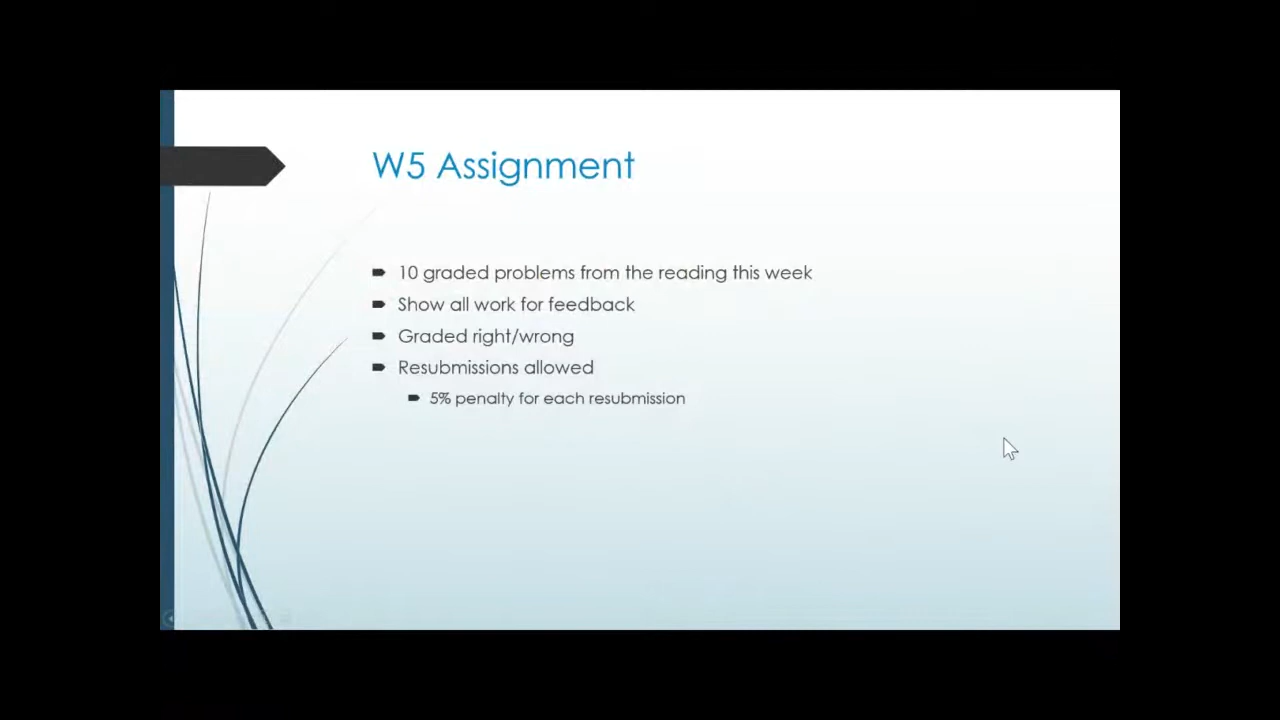 W5 Assignment
10 graded problems from the reading this week
Show all work for feedback
Graded right/wrong
Resubmissions allowed
5% penalty for each resubmission